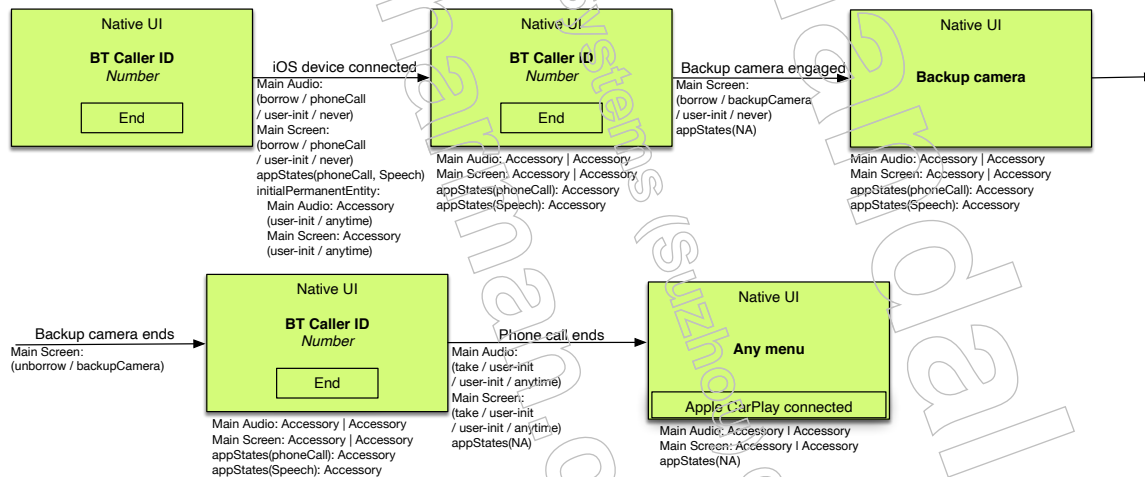 Native UI
BT Caller ID
Number
End
iOS device connected
Main Audio:
(borrow / phoneCall
/ user-init / never)
Main Screen:
(borrow / phoneCall
/ user-init / never)
appStates(phoneCall, Speech)
initialPermanentEntity:
Main Audio: Accessory
(user-init / anytime)
Main Screen: Accessory
(user-init / anytime)
Native UI
BT Caller ID
Number
End
Main Audio: Accessory | Accessory
Main Screen: Accessory | Accessory
appStates(phoneCall): Accessory
appStates(Speech): Accessory
Backup camera engaged
Main Screen:
(borrow / backupCamera
/ user-init / never)
appStates(NA)
Native UI
Backup camera
Main Audio: Accessory | Accessory
Main Screen: Accessory | Accessory
appStates(phoneCall): Accessory
appStates(Speech): Accessory
Backup camera ends
Main Screen:
(unborrow / backupCamera)
Native UI
BT Caller ID
Number
End
Main Audio: Accessory | Accessory
Main Screen: Accessory | Accessory
appStates(phoneCall): Accessory
appStates(Speech): Accessory
Phone call ends
Main Audio:
(take / user-init
/ user-init / anytime)
Main Screen:
(take / user-init
/ user-init / anytime)
appStates(NA)
Native UI
Any menu
Apple CarPlay connected
Main Audio: Accessory | Accessory
Main Screen: Accessory | Accessory
appStates(NA)